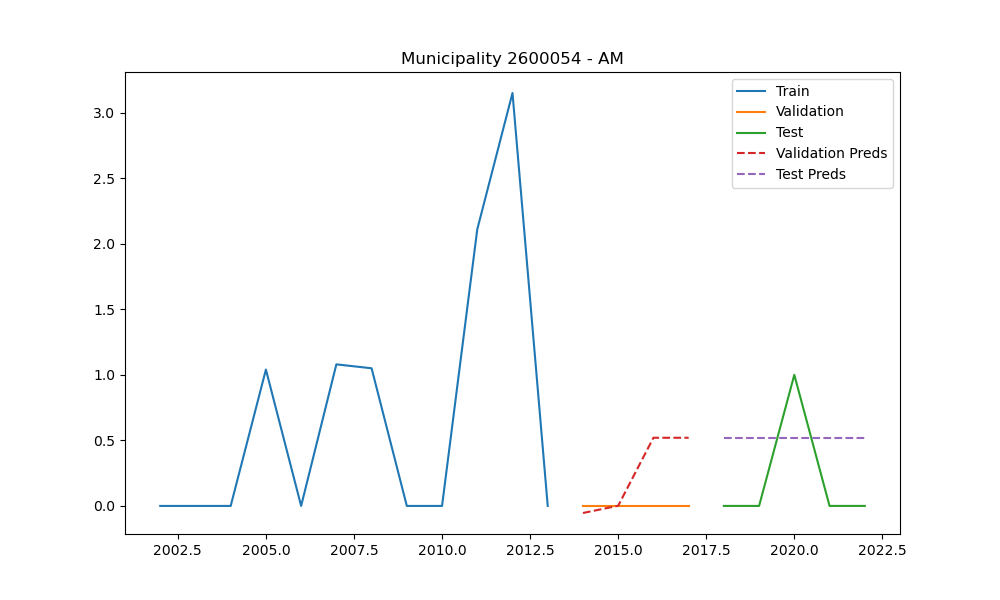 Municipality 2600054 - AM
Train
Validation
Test
Validation Preds
Test Preds
3.0
2.5
2.0
1.5
1.0
0.5
0.0
2002.5 2005.0 2007.5 2010.0 2012.5 2015.0 2017.5 2020.0 2022.5